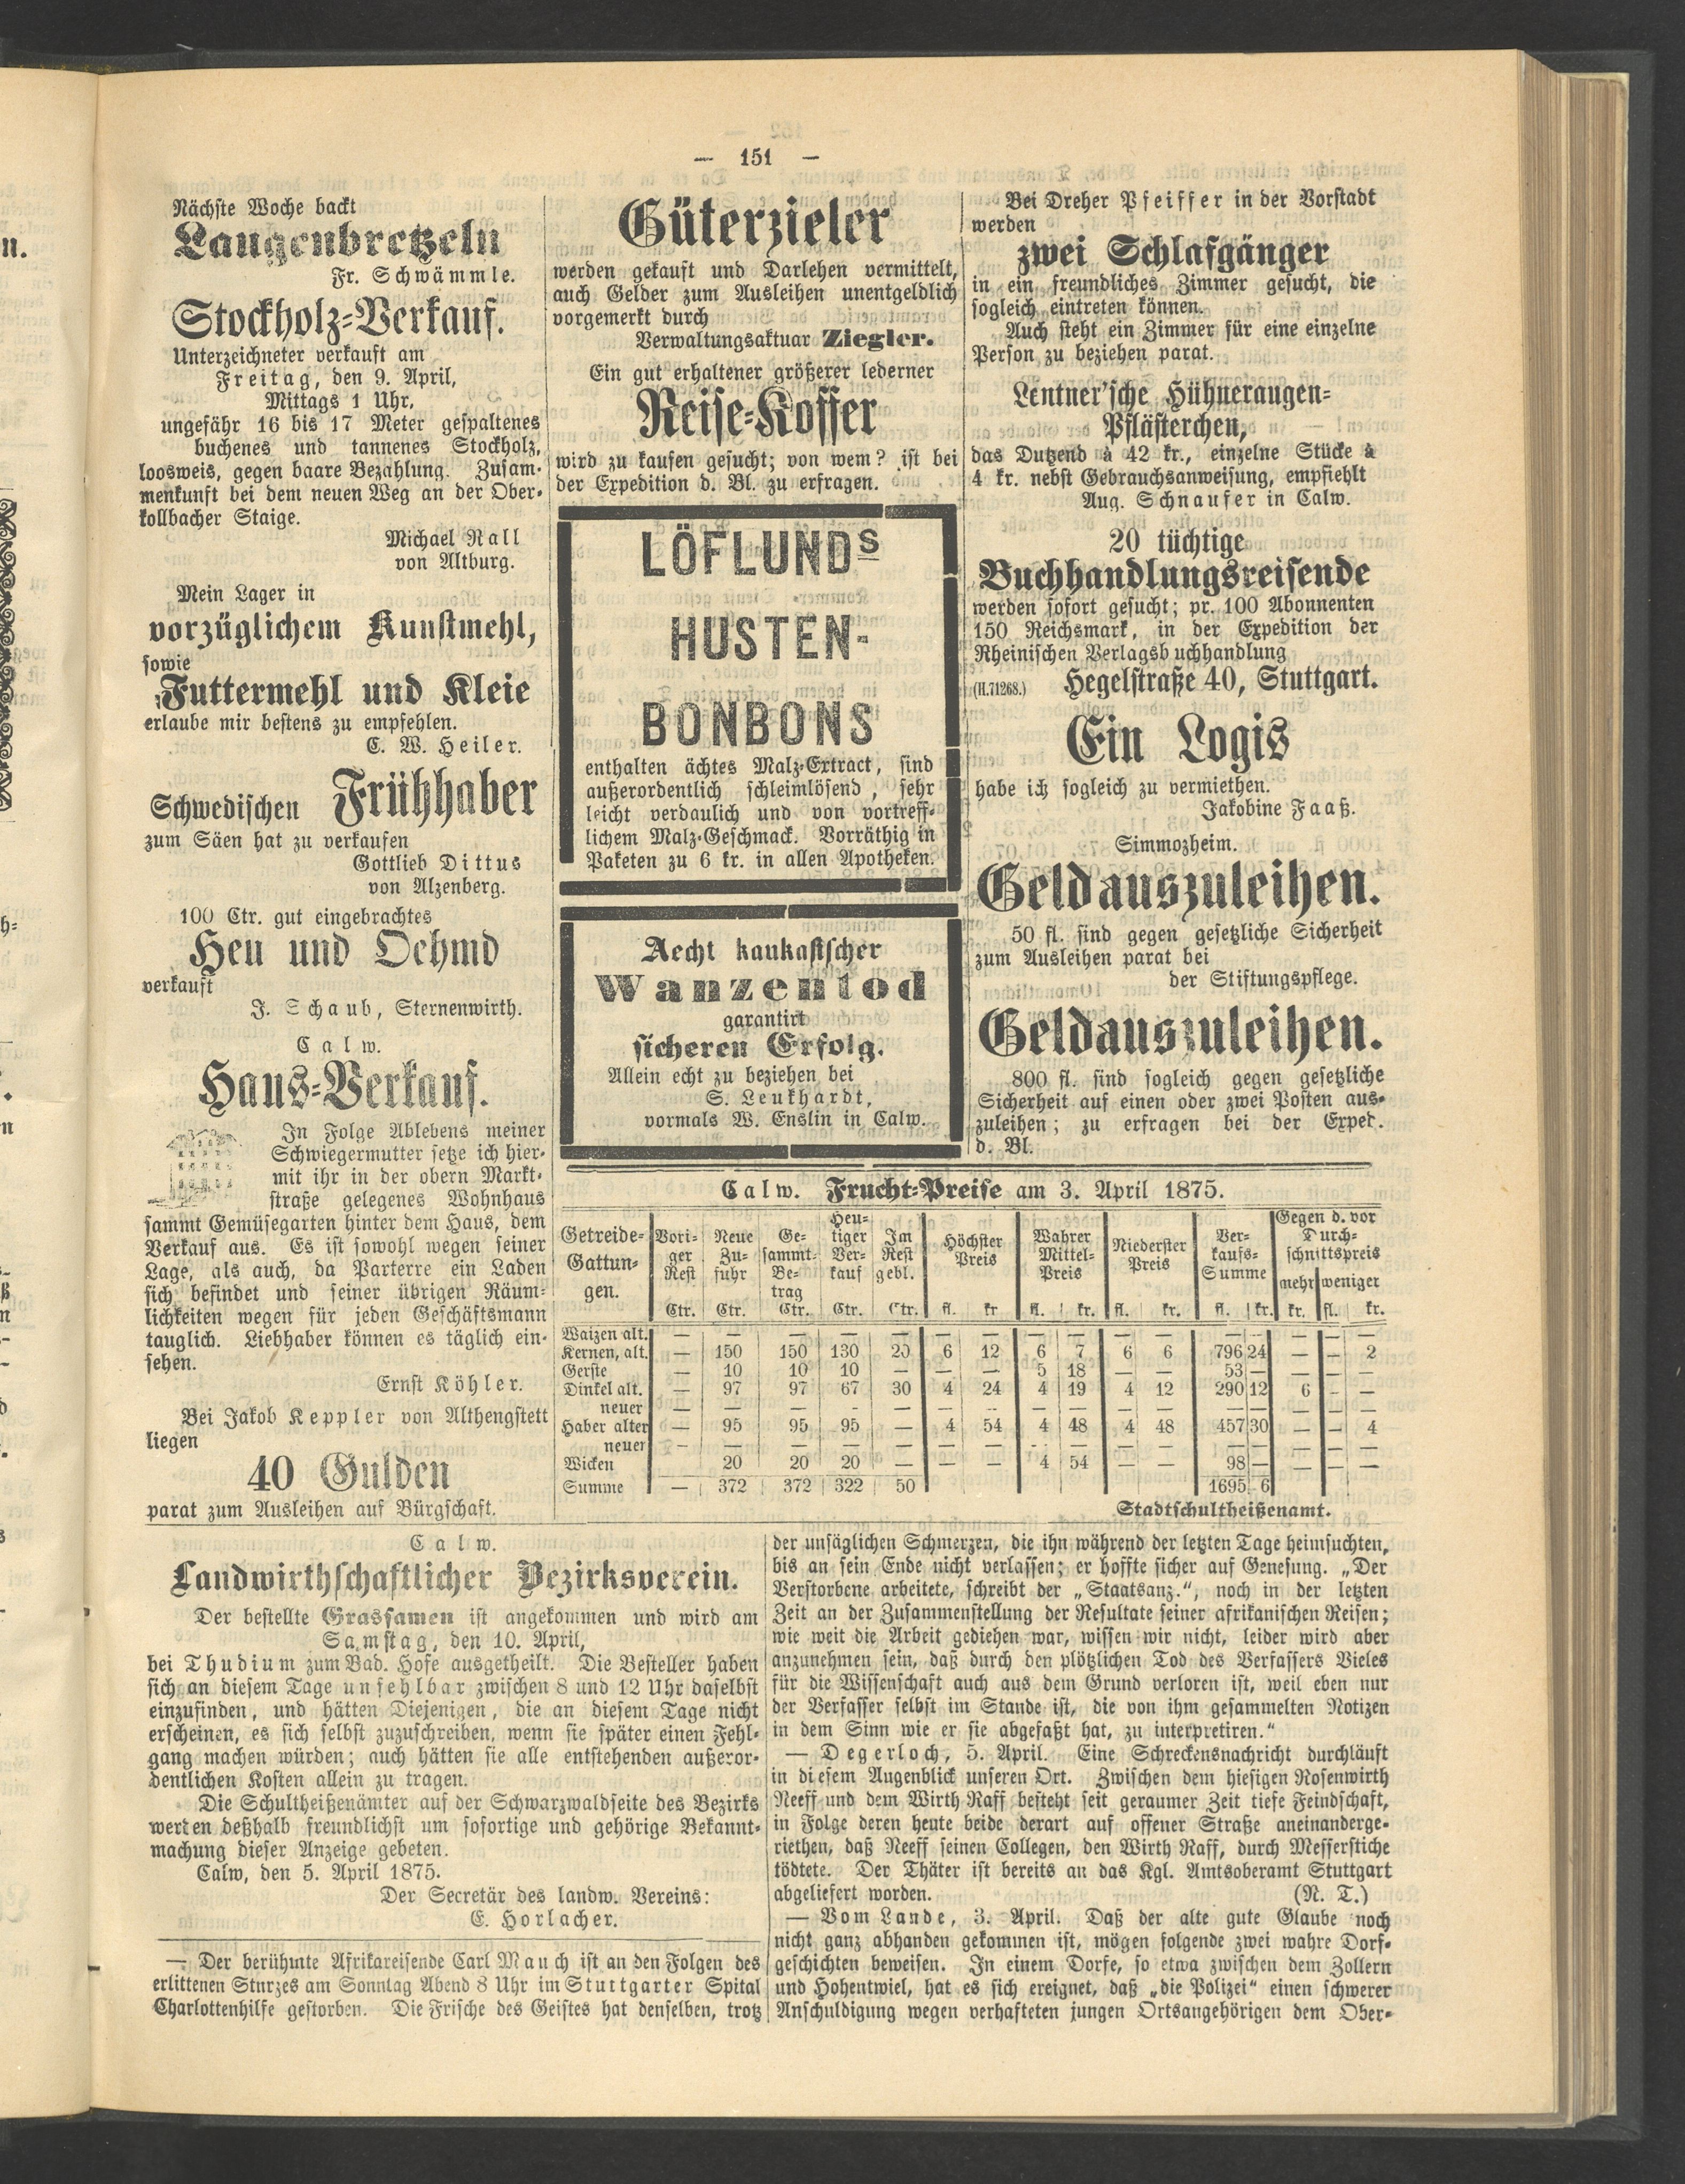 — 151 —
Nächste Woche backt
Laugenbretzeln
Fr. Schwämmle.
Stockholz-Verkauf.
Unterzeichneter verkauft am
Freitag, den 9. April,
Mittags 1 Uhr,
ungefähr 16 bis 17 Meter gespaltenes
buchenes und tannenes Stockholz,
loosweis, gegen baare Bezahlung. Zusam-
menkunft bei dem neuen Weg an der Ober-
kollbacher Staige.
Michael Rall
von Altburg.
Mein Lager in
vorzüglichem Kunstmehl,
sowie
Futtermehl und Kleie
erlaube mir bestens zu empfehlen.
C. W. Heiler.
Schwedischen Frühhaber
zum Säen hat zu verkaufen
Gottlieb Dittus
von Alzenberg.
100 Ctr. gut eingebrachtes
Heu und Oehmd
verkauft
J. Schaub, Sternenwirth.
Calw.
Haus-Verkauf.
In Folge Ablebens meiner
Schwiegermutter setze ich hier-
mit ihr in der obern Markt-
straße gelegenes Wohnhaus
sammt Gemüsegarten hinter dem Haus, dem
Verkauf aus. Es ist sowohl wegen seiner
Lage, als auch, da Parterre ein Laden
sich befindet und seiner übrigen Räum-
lichkeiten wegen für jeden Geschäftsmann
tauglich. Liebhaber können es täglich ein-
sehen.
Ernst Köhler.
Bei Jakob Keppler von Althengstett
liegen
40 Gulden
parat zum Ausleihen auf Bürgschaft.
Güterzieler
werden gekauft und Darlehen vermittelt,
auch Gelder zum Ausleihen unentgeldlich
vorgemerkt durch
Verwaltungsaktuar Ziegler.
Ein gut erhaltener größerer lederner
Reise-Koffer
wird zu kaufen gesucht; von wem? ist bei
der Expedition d. Bl. zu erfragen.
LÖFLUNDS
HUSTEN-
BONBONS
enthalten ächtes Malz-Extract, sind
außerordentlich schleimlösend, sehr
leicht verdaulich und von vortreff-
lichem Malz-Geschmack. Vorräthig in
Paketen zu 6 kr. in allen Apotheken.
Aecht kaukasischer
Wanzentod
garantirt
sicheren Erfolg.
Allein echt zu beziehen bei
S. Leukhardt,
vormals W. Enslin in Calw.
Bei Dreher Pfeiffer in der Vorstadt
werden
zwei Schlafgänger
in ein freundliches Zimmer gesucht, die
sogleich eintreten können.
Auch steht ein Zimmer für eine einzelne
Person zu beziehen parat.
Lentner'sche Hühneraugen-
Pflästerchen,
das Dutzend à 42 kr., einzelne Stücke à
4 kr. nebst Gebrauchsanweisung, empfiehlt
Aug. Schnaufer in Calw.
20 tüchtige
Buchhandlungsreisende
werden sofort gesucht; pr. 100 Abonnenten
150 Reichsmark, in der Expedition der
Rheinischen Verlagsbuchhandlung
(H.71268.) Hegelstraße 40, Stuttgart.
Ein Logis
habe ich sogleich zu vermiethen.
Jakobine Faaß.
Simmozheim.
Geld auszuleihen.
50 fl. sind gegen gesetzliche Sicherheit
zum Ausleihen parat bei
der Stiftungspflege.
Geldauszuleihen.
800 fl. sind sogleich gegen gesetzliche
Sicherheit auf einen oder zwei Posten aus-
zuleihen; zu erfragen bei der Exped.
d. Bl.
Calw. Frucht-Preise am 3. April 1875.
Getreide-Gattungen. | Voriger Rest | Neue Zufuhr | Gesammt-Betrag | Heutiger Verkauf | Im Rest gebl. | Höchster Preis | Wahrer Mittel-Preis | Niederster Preis | Verkaufs-Summe | Gegen d. vor Durchschnittspreis mehr | weniger
Ctr. Ctr. Ctr. Ctr. Ctr. fl. kr fl. kr. fl. kr. fl. kr. kr. fl. kr.
Waizen alt. — — — — — — — — — — — — — — — —
Kernen, alt. — 150 150 130 20 6 12 6 7 6 6 796 24 — — 2
Gerste — 10 10 10 — — — 5 18 — — 53 — — — —
Dinkel alt. — 97 97 67 30 4 24 4 19 4 12 290 12 6 — —
neuer — — — — — — — — — — — — — — — —
Haber alter — 95 95 95 — 4 54 4 48 4 48 457 30 — — 4
neuer — — — — — — — — — — — — — — — —
Wicken 20 20 20 — — — 4 54 — — 98 — — — —
Summe — 372 372 322 50 1695 6
Stadtschultheißenamt.
Calw.
Landwirthschaftlicher Bezirksverein.
Der bestellte Grassamen ist angekommen und wird am
Samstag, den 10. April,
bei Thudium zum Bad. Hofe ausgetheilt. Die Besteller haben
sich an diesem Tage unfehlbar zwischen 8 und 12 Uhr daselbst
einzufinden, und hätten Diejenigen, die an diesem Tage nicht
erscheinen, es sich selbst zuzuschreiben, wenn sie später einen Fehl-
gang machen würden; auch hätten sie alle entstehenden außeror-
dentlichen Kosten allein zu tragen.
Die Schultheißenämter auf der Schwarzwaldseite des Bezirks
werden deßhalb freundlichst um sofortige und gehörige Bekannt-
machung dieser Anzeige gebeten.
Calw, den 5. April 1875.
Der Secretär des landw. Vereins:
E. Horlacher.
— Der berühmte Afrikareisende Carl Mauch ist an den Folgen des
erlittenen Sturzes am Sonntag Abend 8 Uhr im Stuttgarter Spital
Charlottenhilfe gestorben. Die Frische des Geistes hat denselben, trotz
der unsäglichen Schmerzen, die ihn während der letzten Tage heimsuchten,
bis an sein Ende nicht verlassen; er hoffte sicher auf Genesung. „Der
Verstorbene arbeitete, schreibt der „Staatsanz.“, noch in der letzten
Zeit an der Zusammenstellung der Resultate seiner afrikanischen Reisen;
wie weit die Arbeit gediehen war, wissen wir nicht, leider wird aber
anzunehmen sein, daß durch den plötzlichen Tod des Verfassers Vieles
für die Wissenschaft auch aus dem Grund verloren ist, weil eben nur
der Verfasser selbst im Stande ist, die von ihm gesammelten Notizen
in dem Sinn wie er sie abgefaßt hat, zu interpretiren.“
— Degerloch, 5. April. Eine Schreckensnachricht durchläuft
in diesem Augenblick unseren Ort. Zwischen dem hiesigen Rosenwirth
Neeff und dem Wirth Raff besteht seit geraumer Zeit tiefe Feindschaft,
in Folge deren heute beide derart auf offener Straße aneinanderge-
riethen, daß Neeff seinen Collegen, den Wirth Raff, durch Messerstiche
tödtete. Der Thäter ist bereits an das Kgl. Amtsoberamt Stuttgart
abgeliefert worden. (N. T.)
— Vom Lande, 3. April. Daß der alte gute Glaube noch
nicht ganz abhanden gekommen ist, mögen folgende zwei wahre Dorf-
geschichten beweisen. In einem Dorfe, so etwa zwischen dem Zollern
und Hohentwiel, hat es sich ereignet, daß „die Polizei“ einen schwerer
Anschuldigung wegen verhafteten jungen Ortsangehörigen dem Ober-